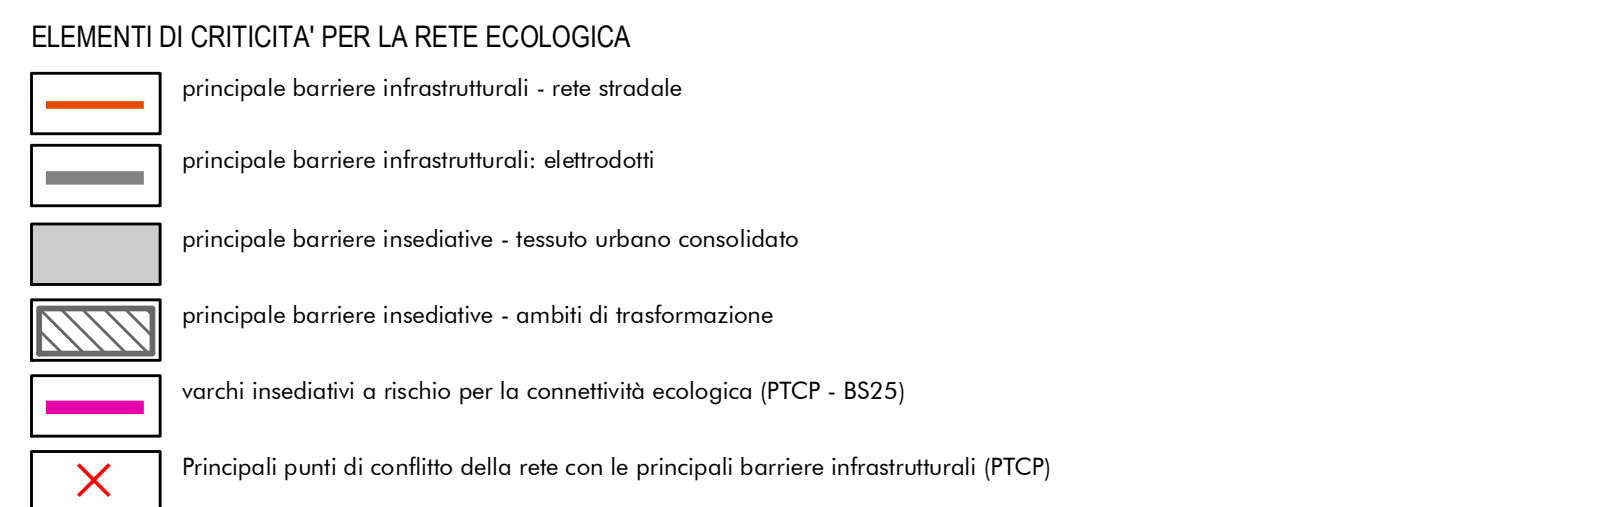 ELEMENTI DI CRITICITA' PER LA RETE ECOLOGICA
principale barriere infrastrutturali - rete stradale
principale barriere infrastrutturali: elettrodotti
principale barriere insediative - tessuto urbano consolidato
principale barriere insediative - ambiti di trasformazione
varchi insediativi a rischio per la connettività ecologica (PTCP - BS25)
Principali punti di conflitto della rete con le principali barriere infrastrutturali (PTCP)